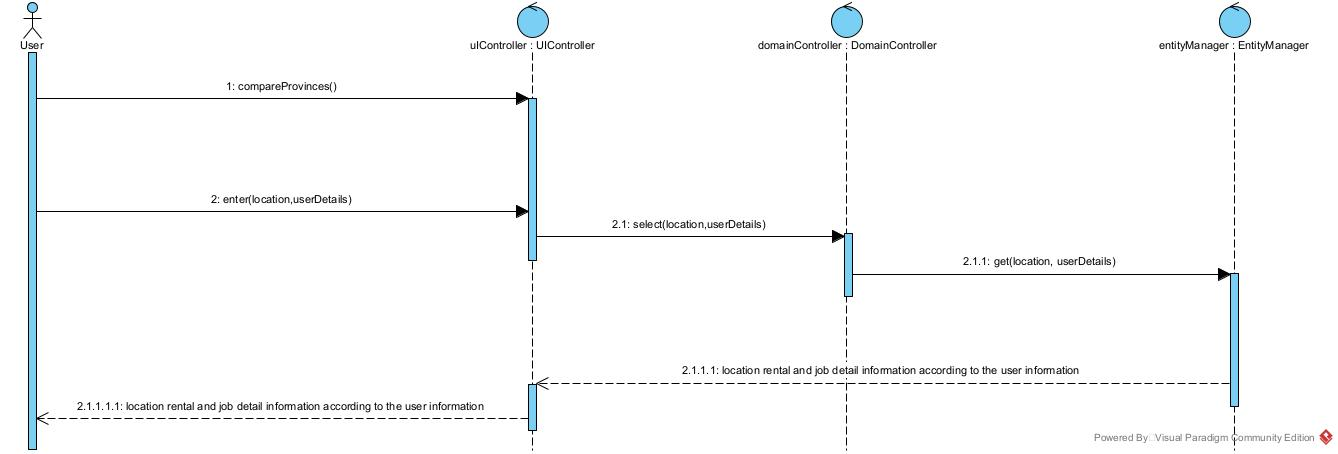 User
uIController : UIController
domainController : DomainController
entityManager : EntityManager
1: compareProvinces()
2: enter(location,userDetails)
2.1: select(location,userDetails)
2.1.1: get(location, userDetails)
2.1.1.1: location rental and job detail information according to the user information
2.1.1.1.1: location rental and job detail information according to the user information
Powered By Visual Paradigm Community Edition